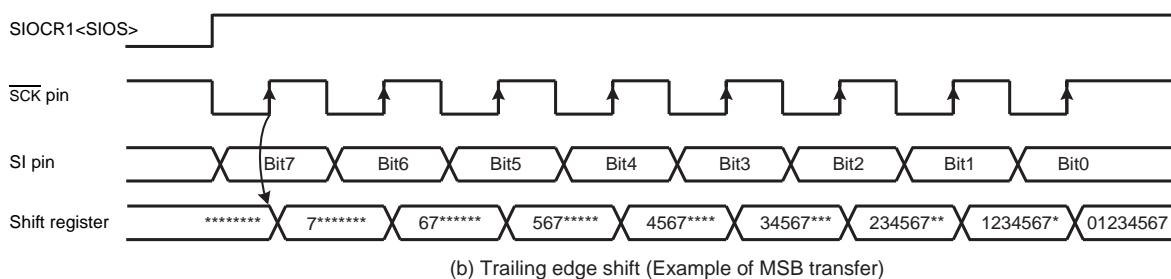 SIOCR1<SIOS>
SCK pin
SI pin
Bit7 Bit6 Bit5 Bit4 Bit3 Bit2 Bit1 Bit0
Shift register
******** 7******* 67****** 567***** 4567**** 34567*** 234567** 1234567* 01234567
(b) Trailing edge shift (Example of MSB transfer)